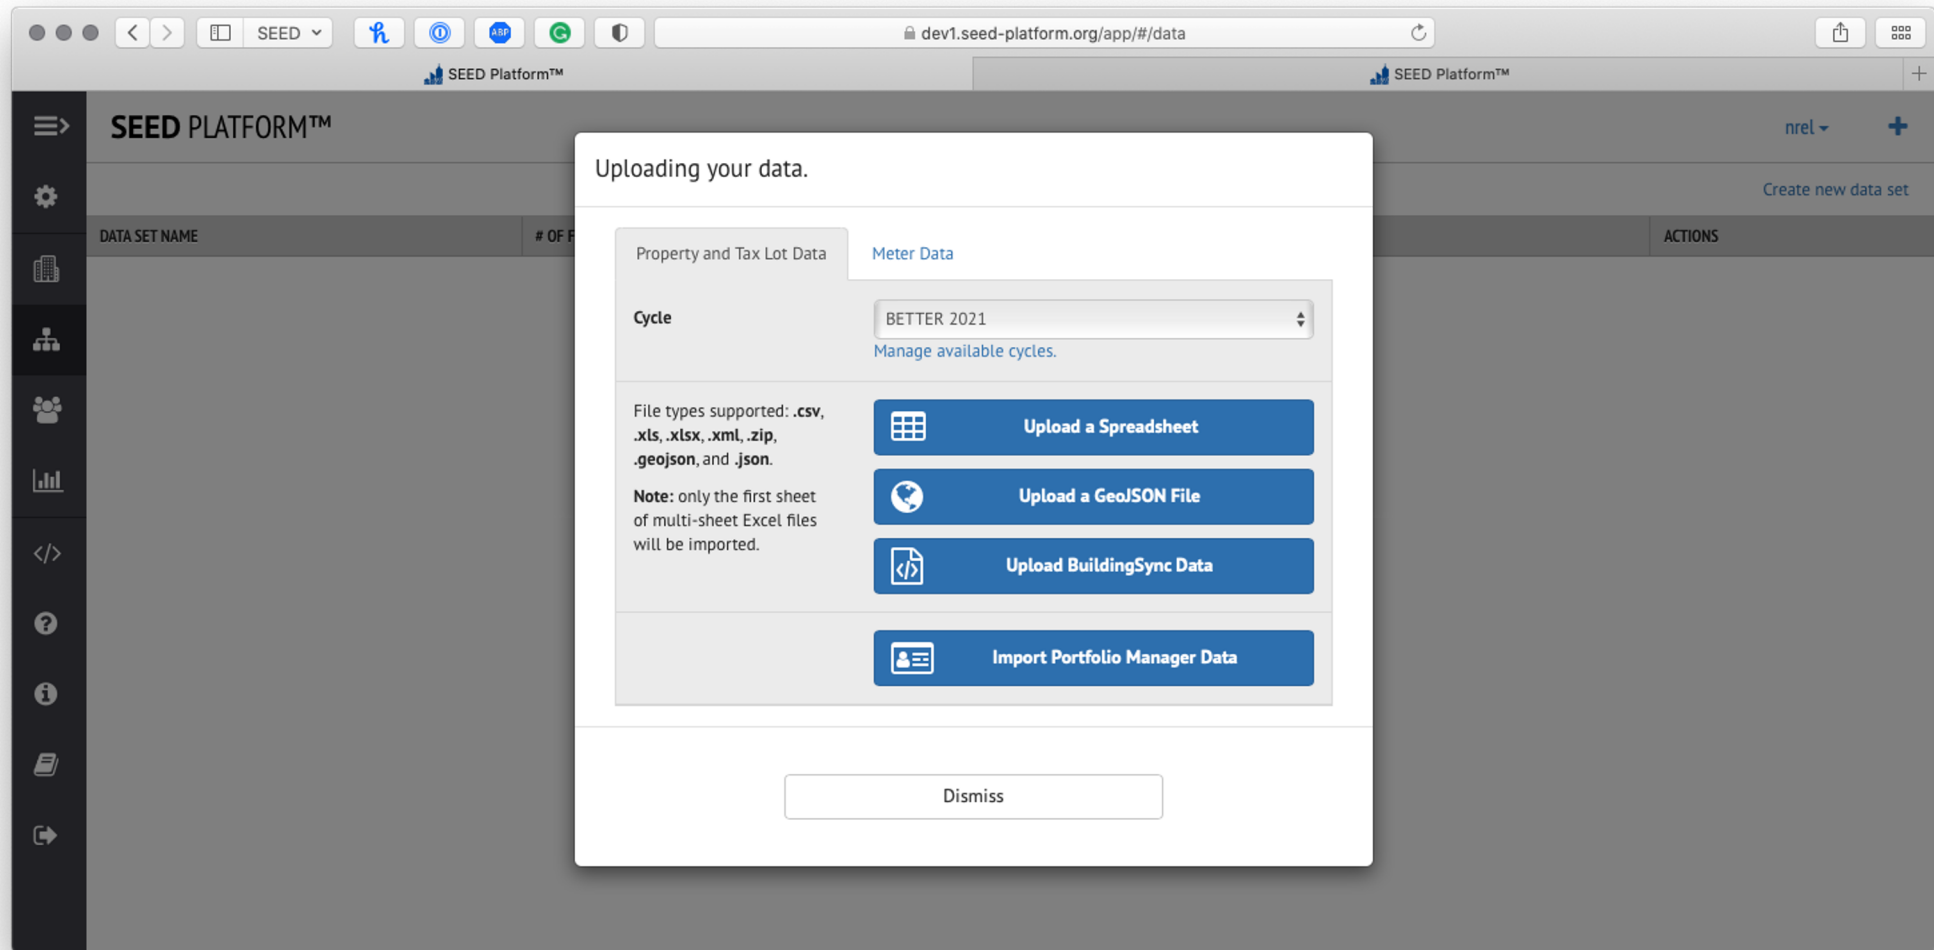 SEED
ABP
dev1.seed-platform.org/app/#/data
SEED Platform™
SEED Platform™
SEED PLATFORM™
nrel
Create new data set
DATA SET NAME
# OF F
ACTIONS
Uploading your data.
Property and Tax Lot Data
Meter Data
Cycle
BETTER 2021
Manage available cycles.
File types supported: .csv,
.xls, .xlsx, .xml, .zip,
.geojson, and .json.
Note: only the first sheet
of multi-sheet Excel files
will be imported.
Upload a Spreadsheet
Upload a GeoJSON File
Upload BuildingSync Data
Import Portfolio Manager Data
Dismiss